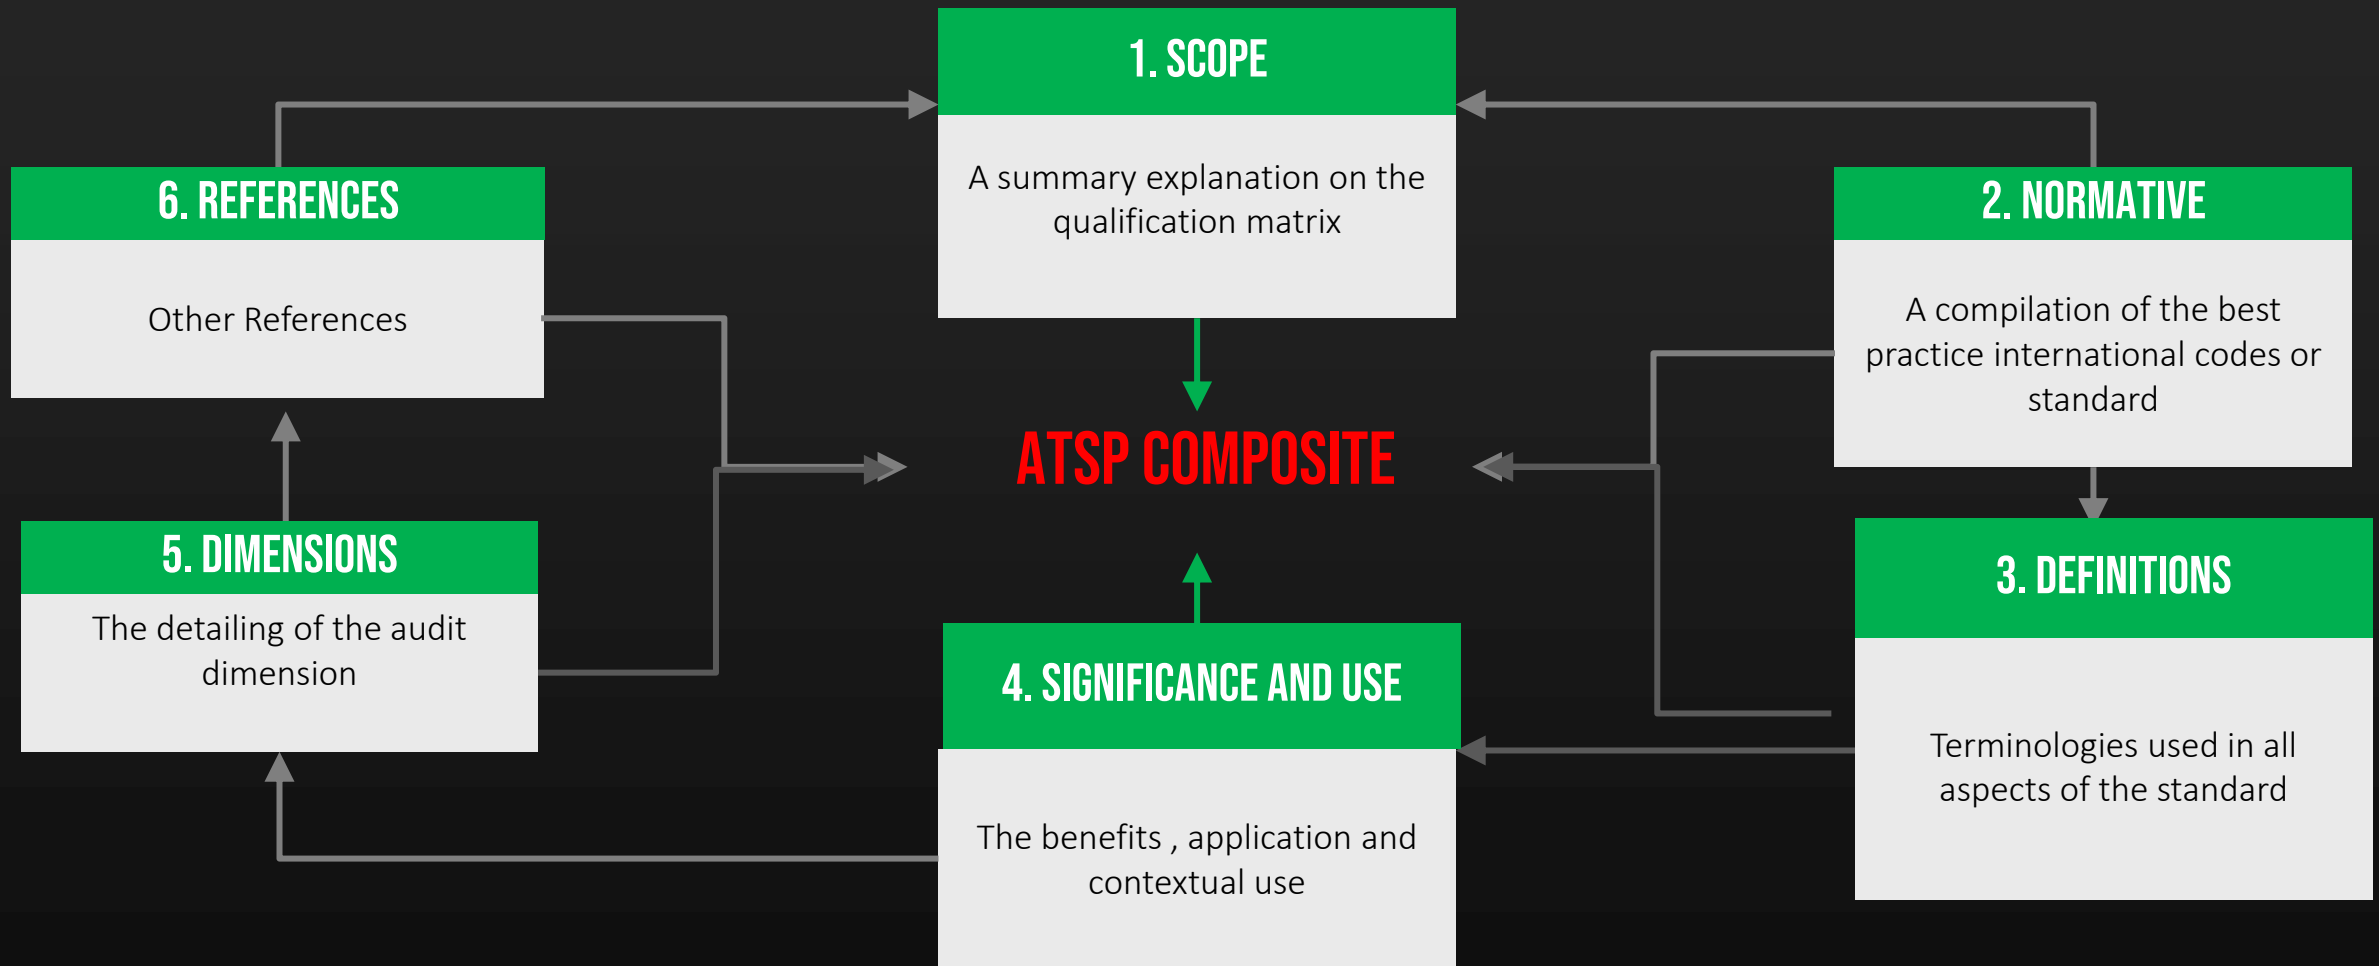 1. SCOPE
A summary explanation on the
qualification matrix
6. REFERENCES
Other References
2. NORMATIVE
A compilation of the best
practice international codes or
standard
ATSP COMPOSITE
5. DIMENSIONS
The detailing of the audit
dimension
3. DEFINITIONS
Terminologies used in all
aspects of the standard
4. SIGNIFICANCE AND USE
The benefits , application and
contextual use